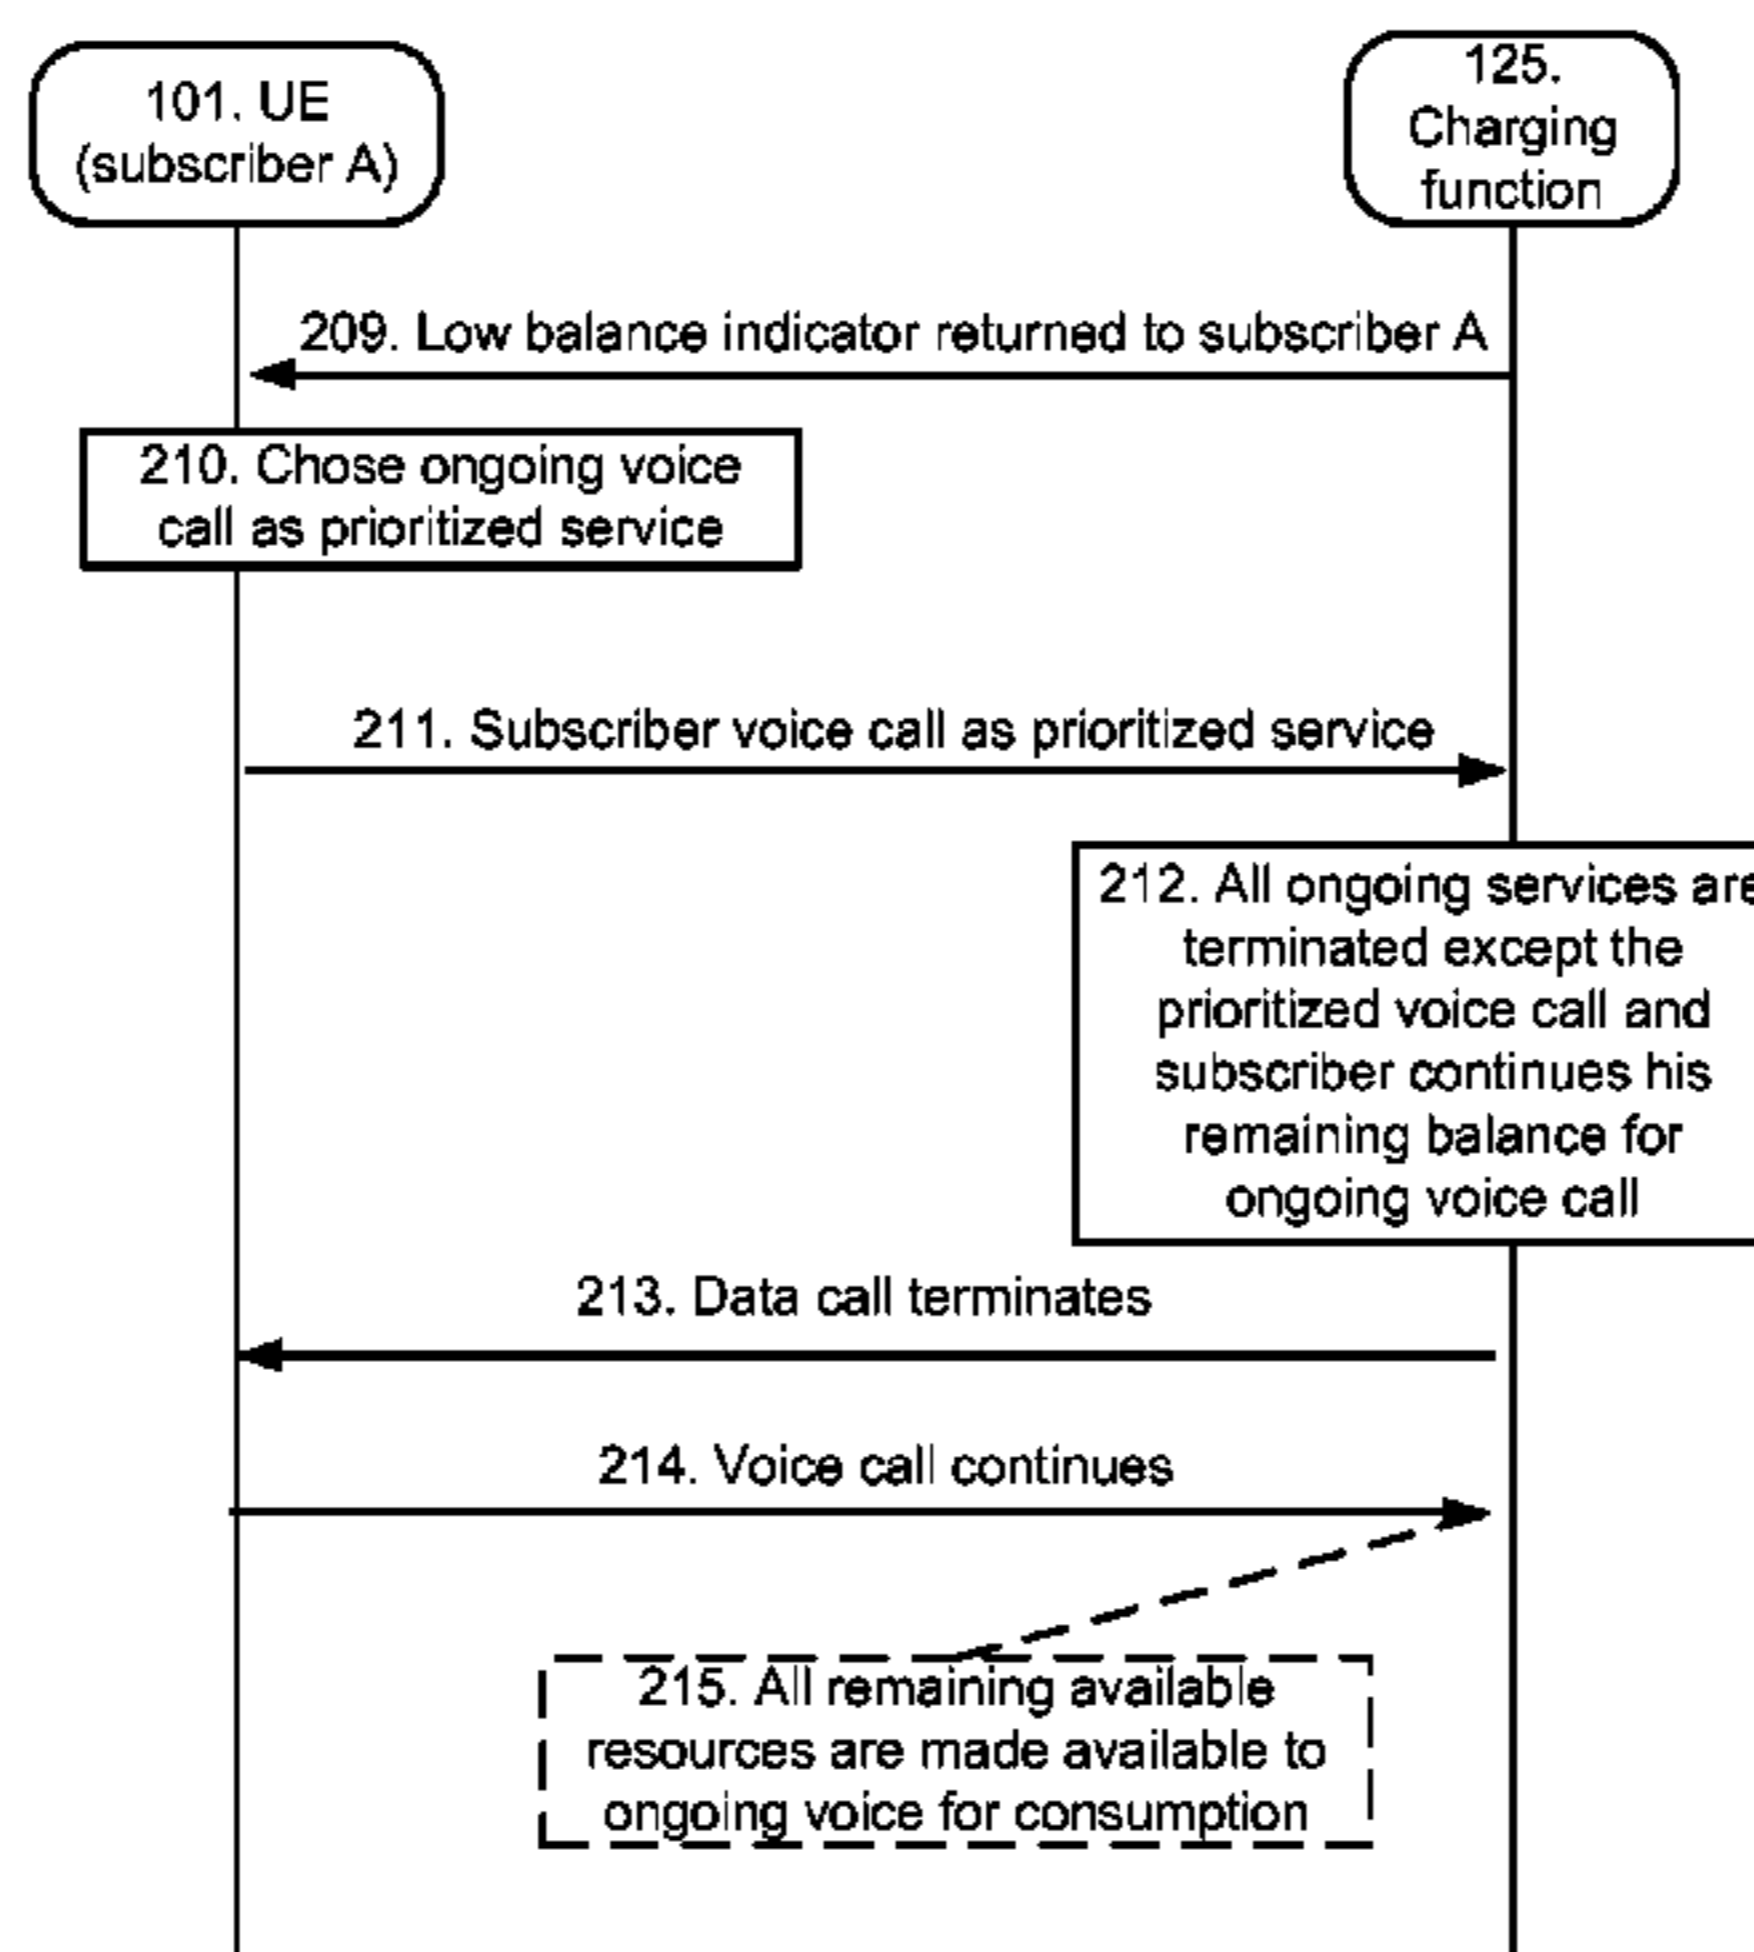 101. UE
(subscriber A)
125.
Charging
function
209. Low balance indicator returned to subscriber A
210. Chose ongoing voice
call as prioritized service
211. Subscriber voice call as prioritized service
212. All ongoing services are
terminated except the
prioritized voice call and
subscriber continues his
remaining balance for
ongoing voice call
213. Data call terminates
214. Voice call continues
215. All remaining available
resources are made available to
ongoing voice for consumption